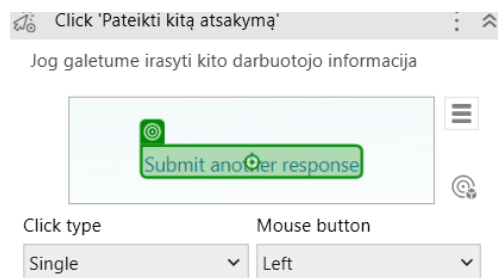 Click 'Pateikti kitą atsakymą'
Jog galetume irasyti kito darbuotojo informacija
Submit another response
Click type
Mouse button
Single
Left